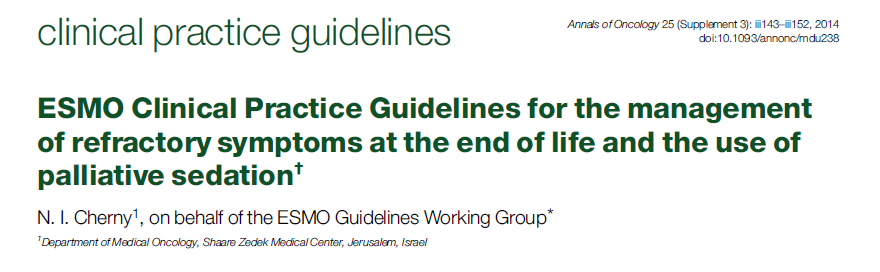 clinical practice guidelines
Annals of Oncology 25 (Supplement 3): iii143–iii152, 2014
doi:10.1093/annonc/mdu238
ESMO Clinical Practice Guidelines for the management
of refractory symptoms at the end of life and the use of
palliative sedation†
N. I. Cherny1, on behalf of the ESMO Guidelines Working Group*
1Department of Medical Oncology, Shaare Zedek Medical Center, Jerusalem, Israel